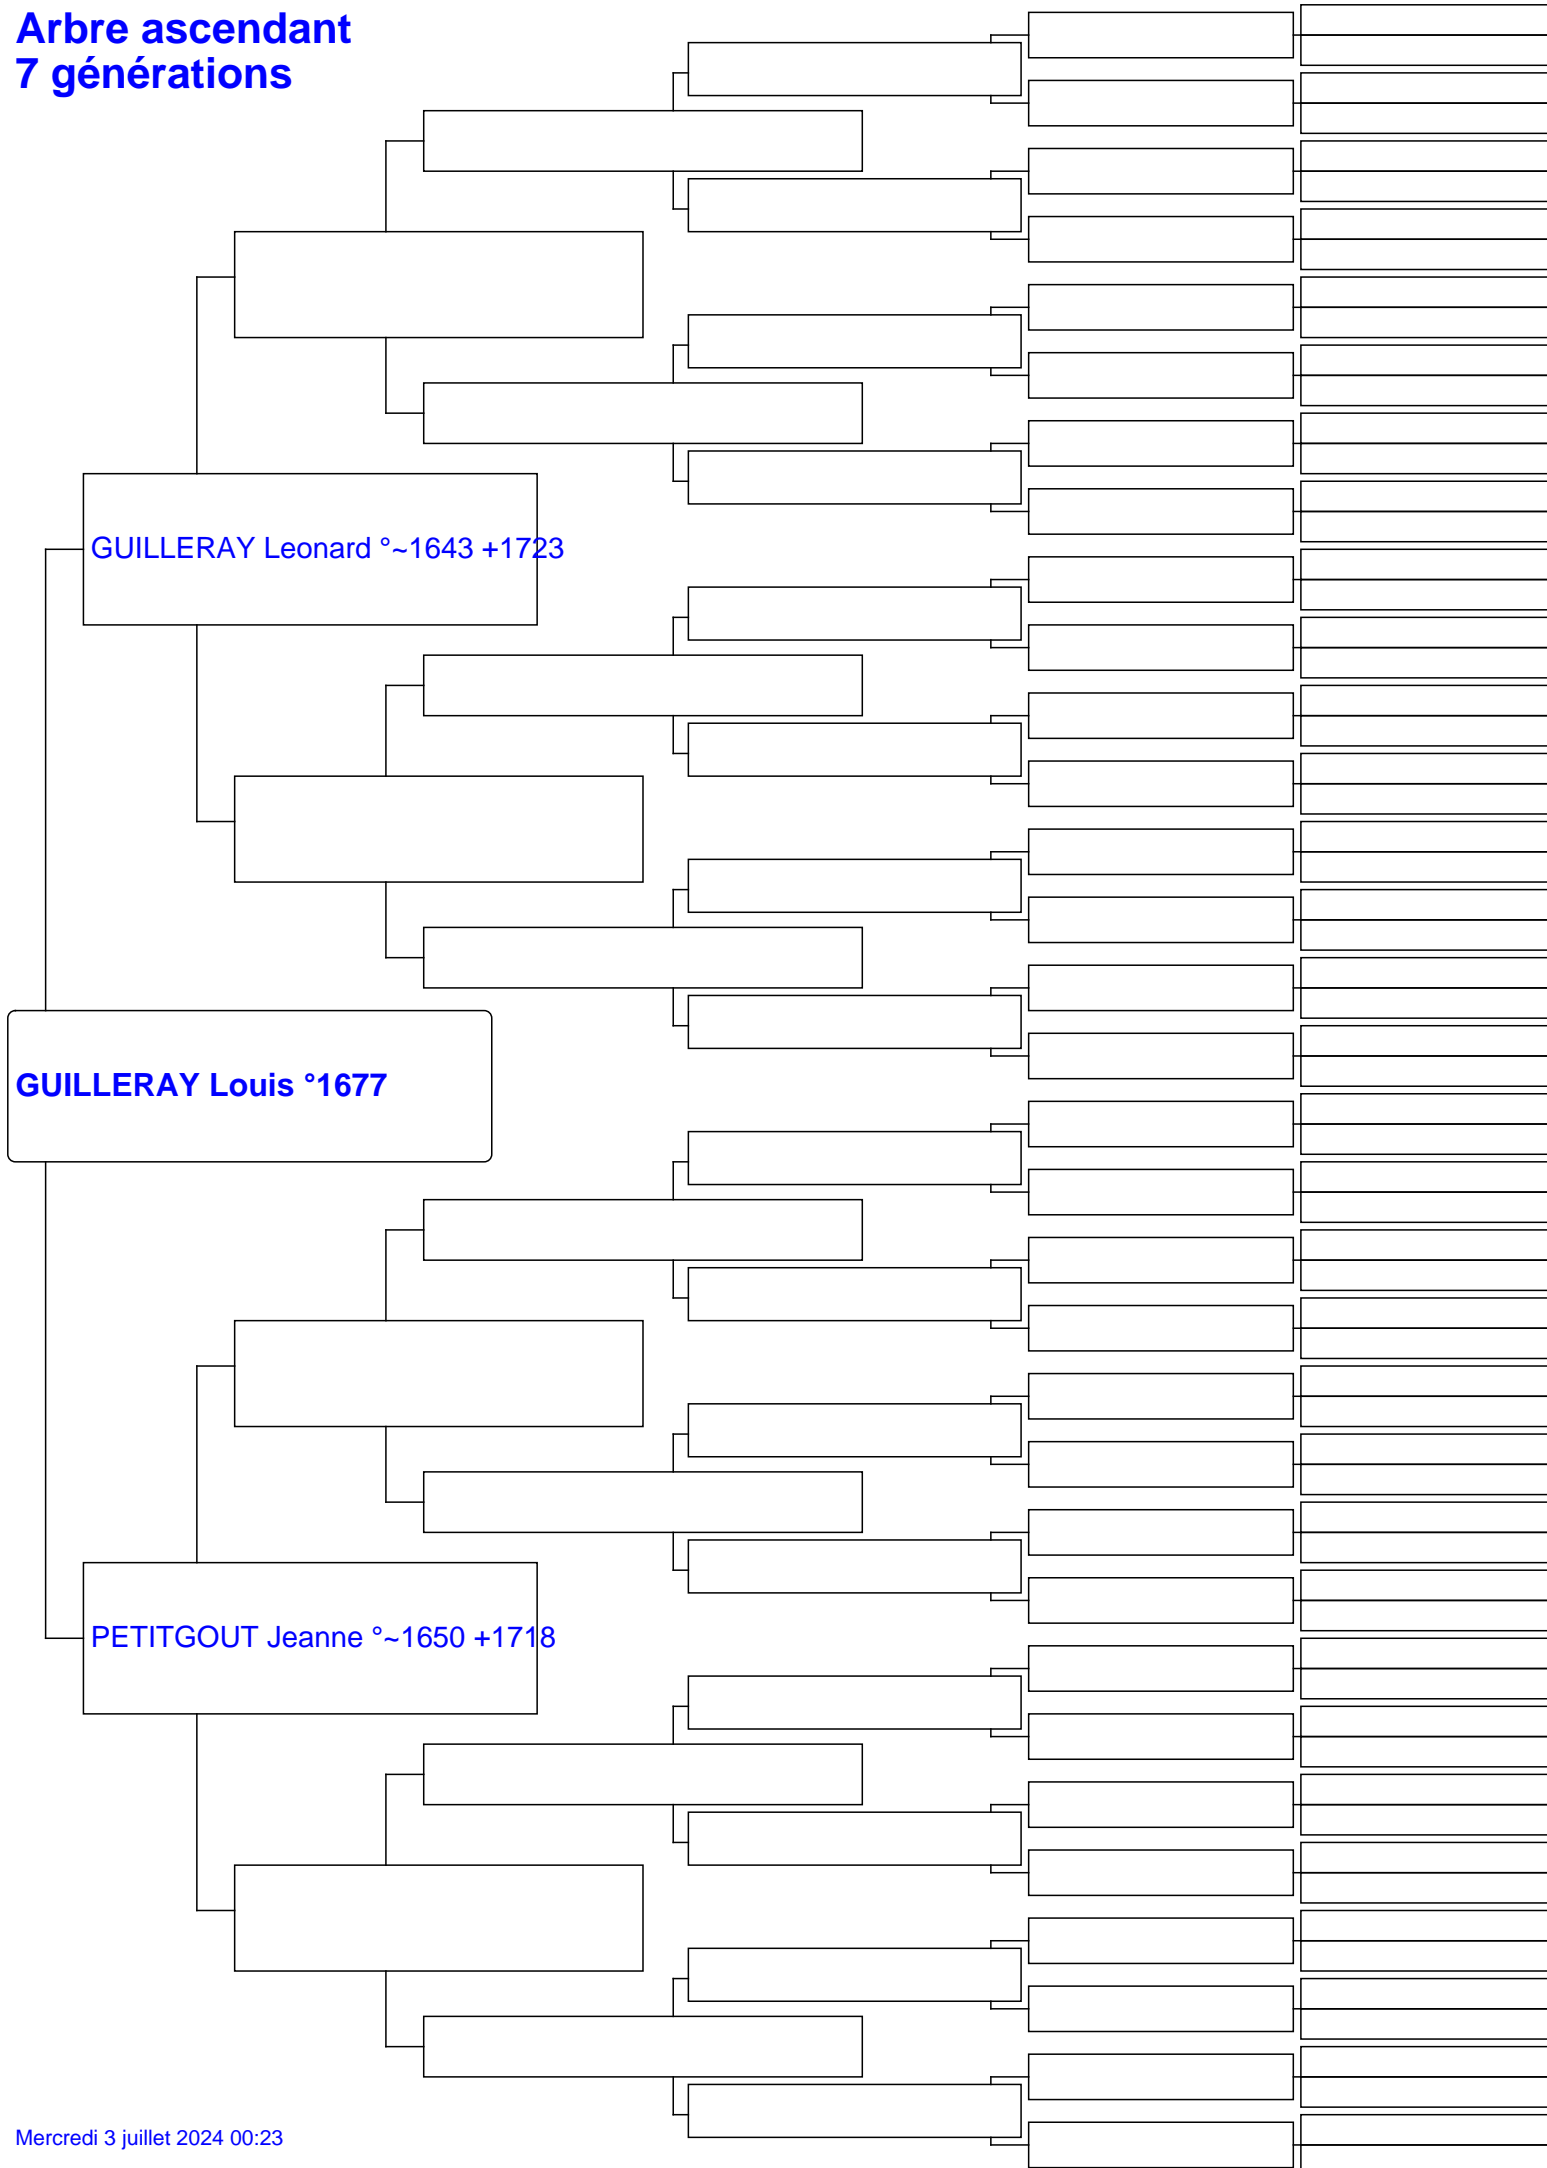 Arbre ascendant
7 générations
GUILLERAY Leonard °~1643 +1723
GUILLERAY Louis °1677
PETITGOUT Jeanne °~1650 +1718
Mercredi 3 juillet 2024 00:23